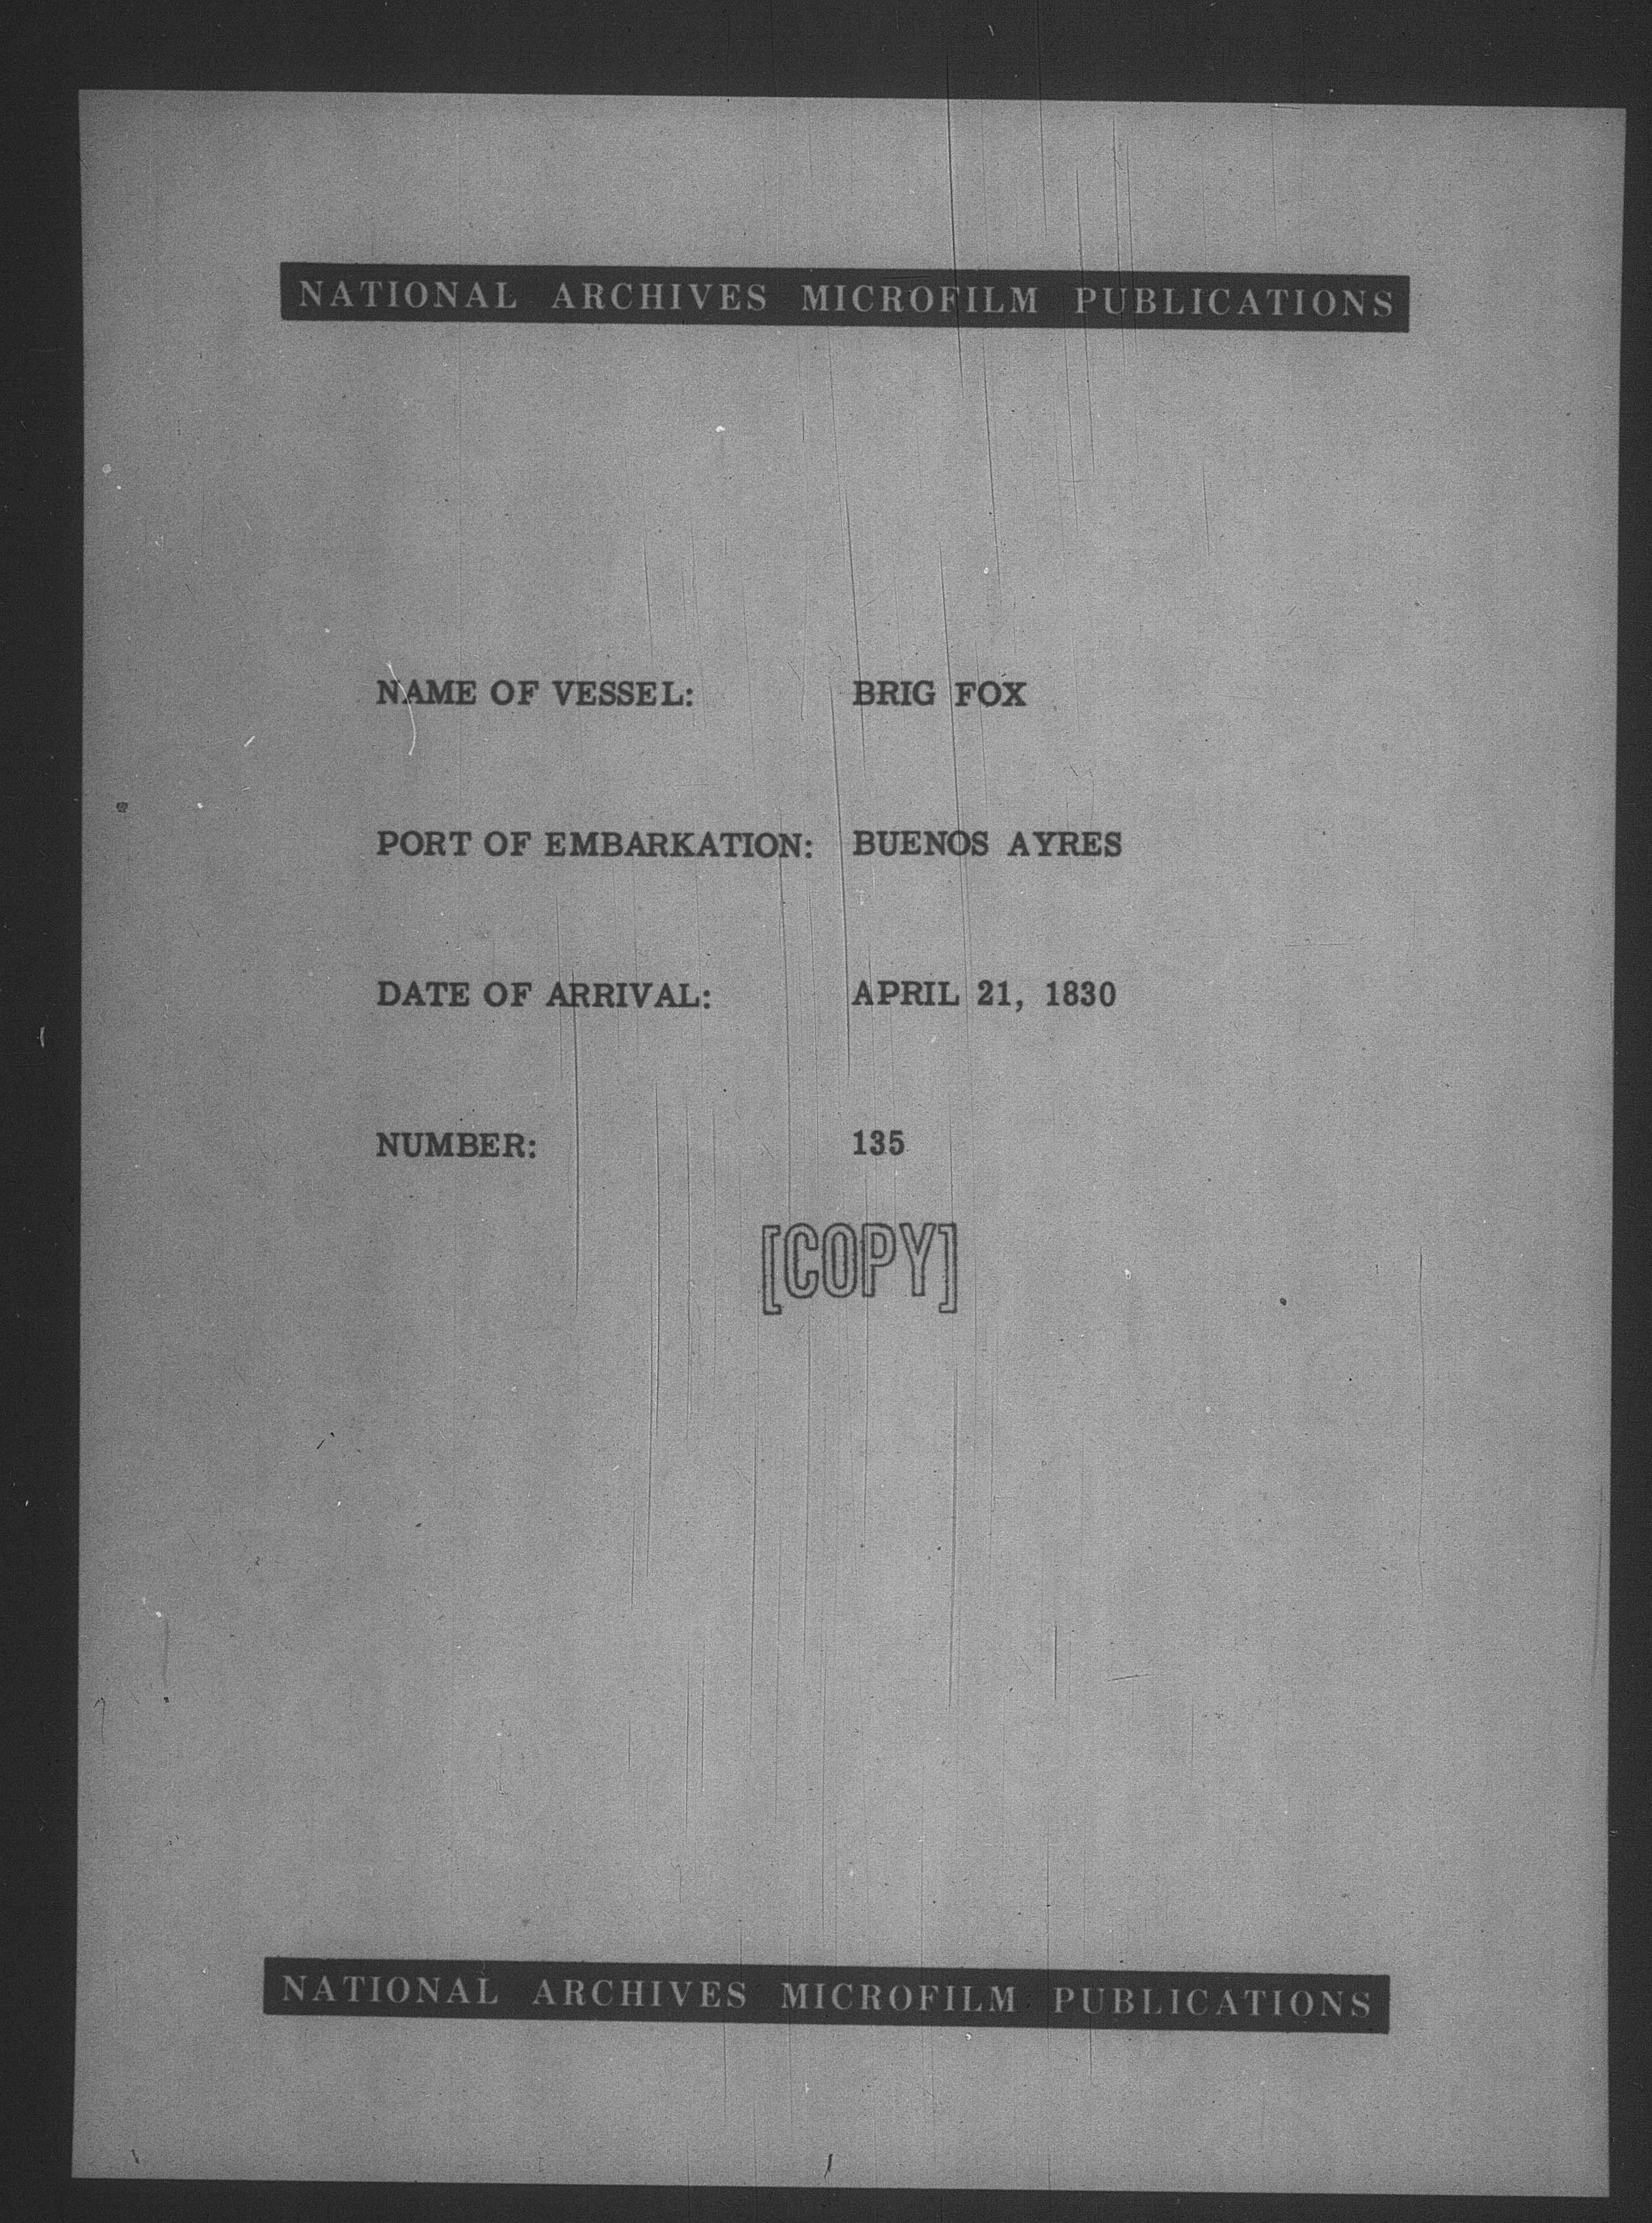 NATIONAL ARCHIVES MICROFILM PUBLICATIONS
NAME OF VESSEL: BRIG FOX
PORT OF EMBARKATION: BUENOS AYRES
DATE OF ARRIVAL: APRIL 21, 1830
NUMBER: 135
[COPY]
NATIONAL ARCHIVES MICROFILM PUBLICATIONS